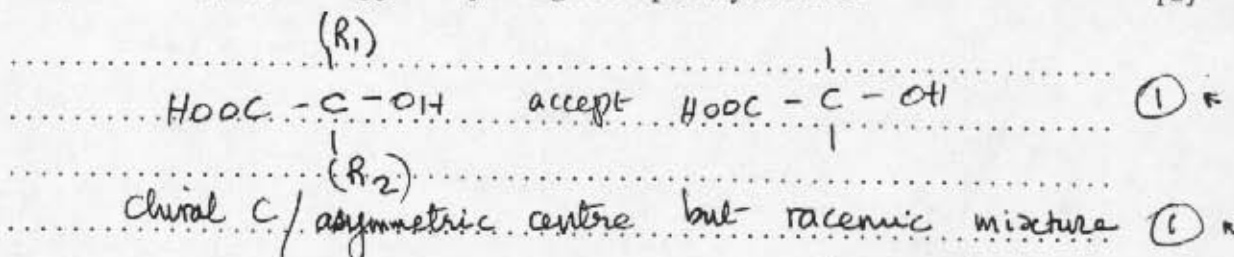 (R₁)
HOOC - C - OH accept HOOC - C - OH ①
(R₂)
Chiral C / asymmetric centre but racemic mixture ①